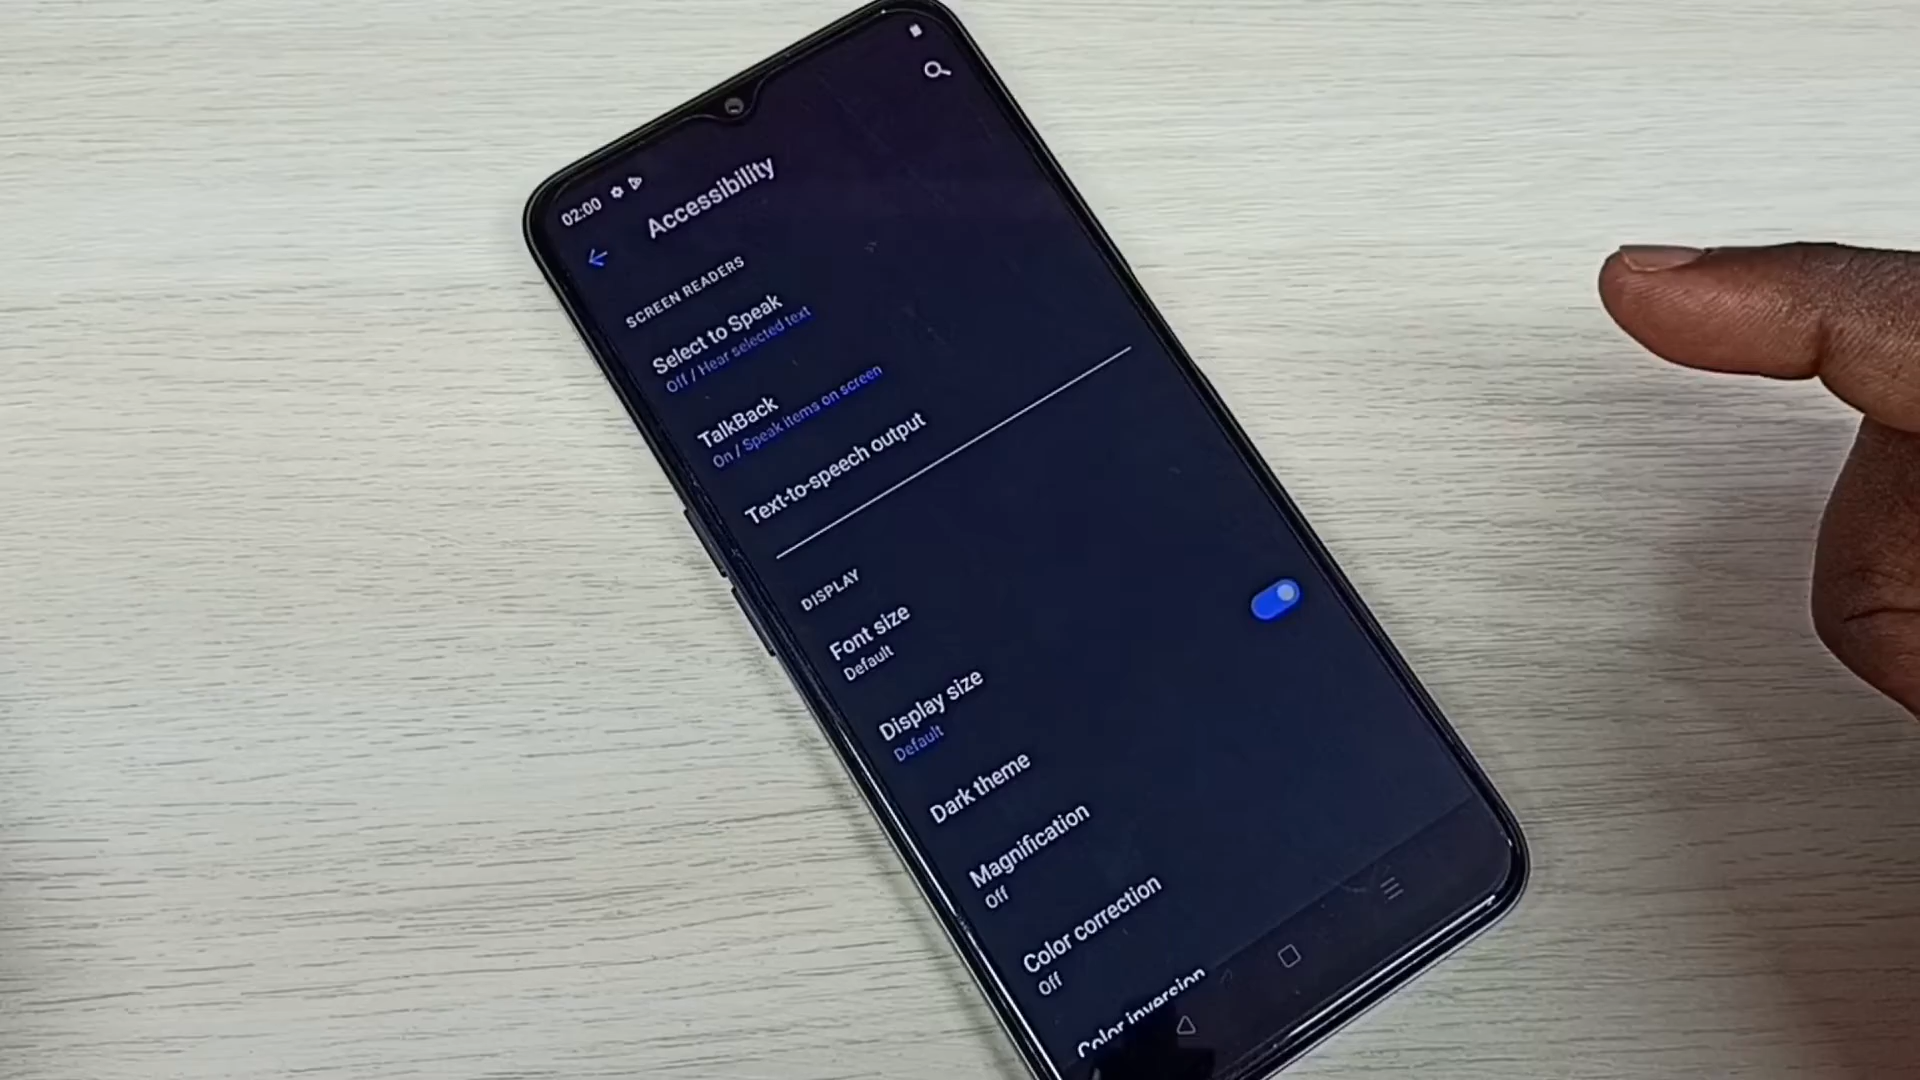 02:00
Accessibility
SCREEN READERS
Select to Speak
Off / Hear selected text
TalkBack
On / Speak items on screen
Text-to-speech output
DISPLAY
Font size
Default
Display size
Default
Dark theme
Magnification
Off
Color correction
Off
Color inversion